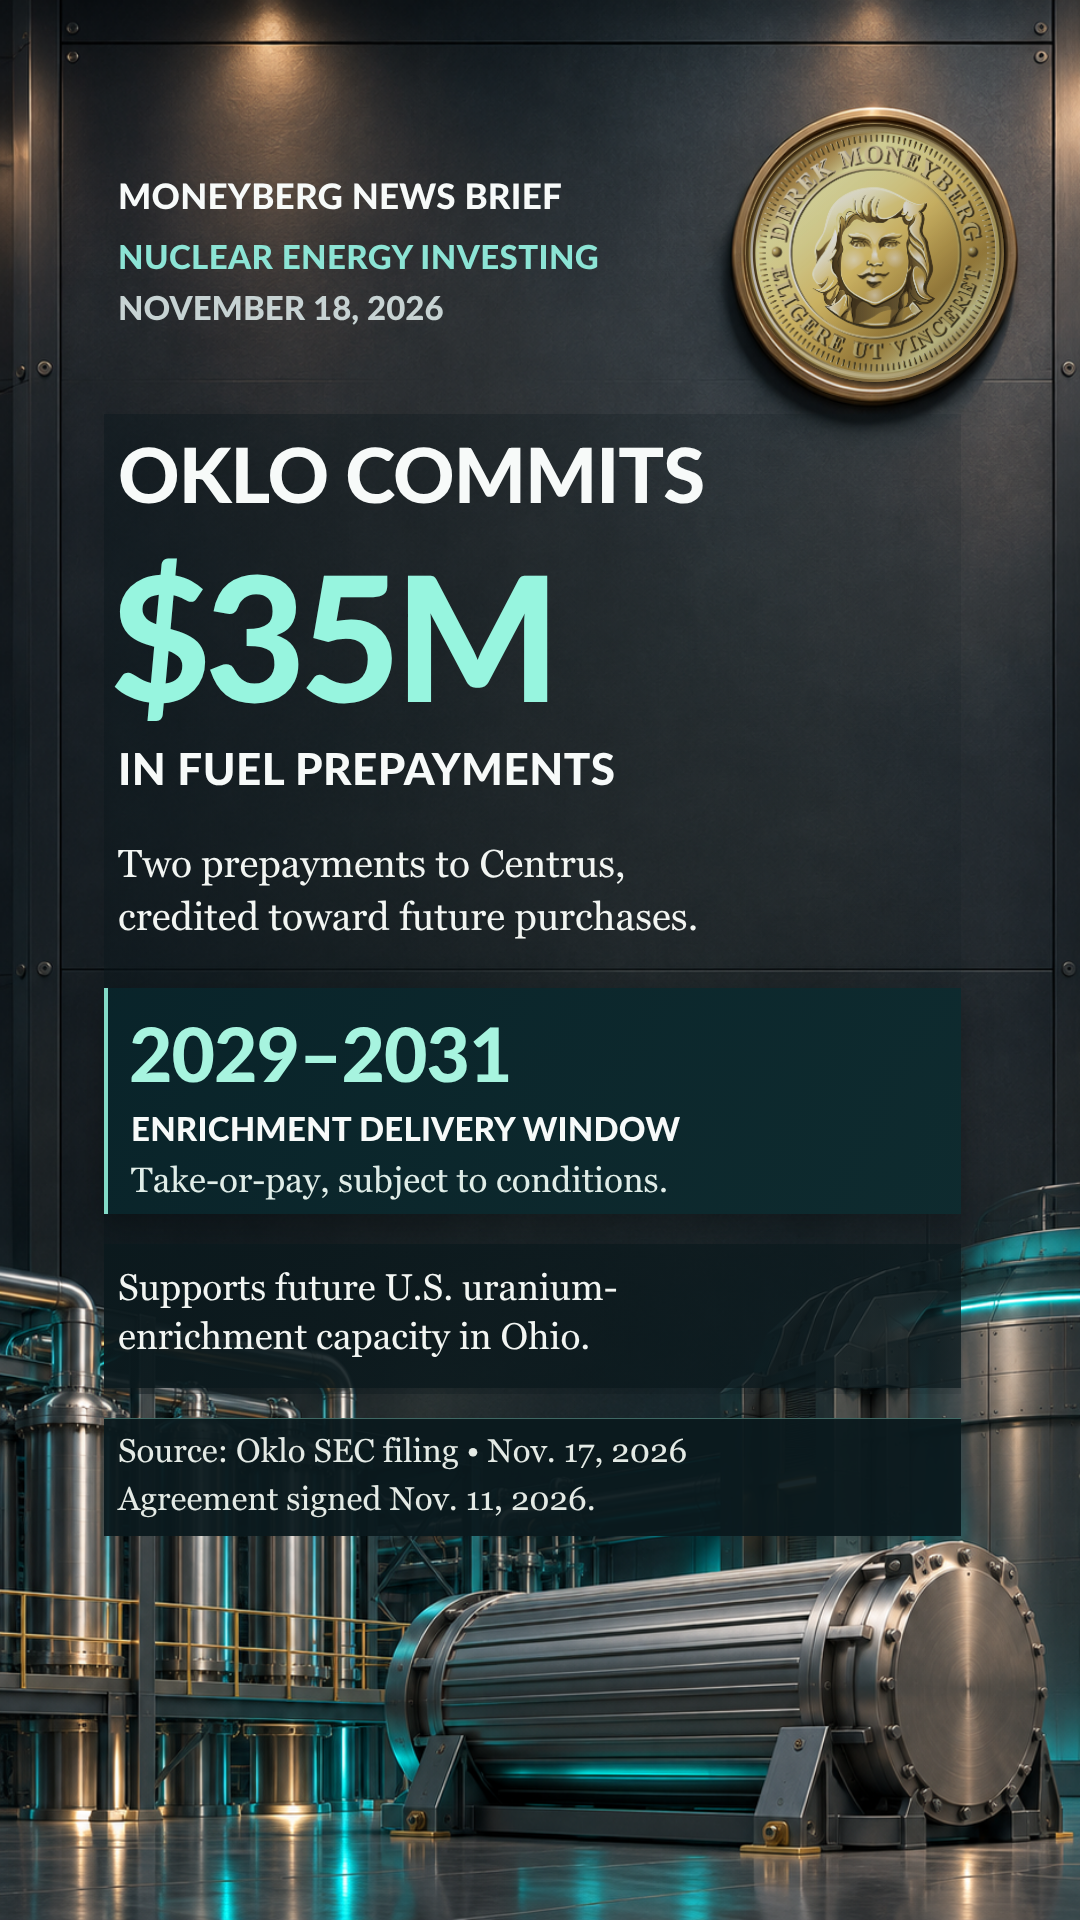 MONEYBERG NEWS BRIEF
NUCLEAR ENERGY INVESTING
NOVEMBER 18, 2026
DEREK MONEYBERG
ELIGERE UT VINCERET
OKLO COMMITS
$35M
IN FUEL PREPAYMENTS
Two prepayments to Centrus,
credited toward future purchases.
2029–2031
ENRICHMENT DELIVERY WINDOW
Take-or-pay, subject to conditions.
Supports future U.S. uranium-
enrichment capacity in Ohio.
Source: Oklo SEC filing • Nov. 17, 2026
Agreement signed Nov. 11, 2026.